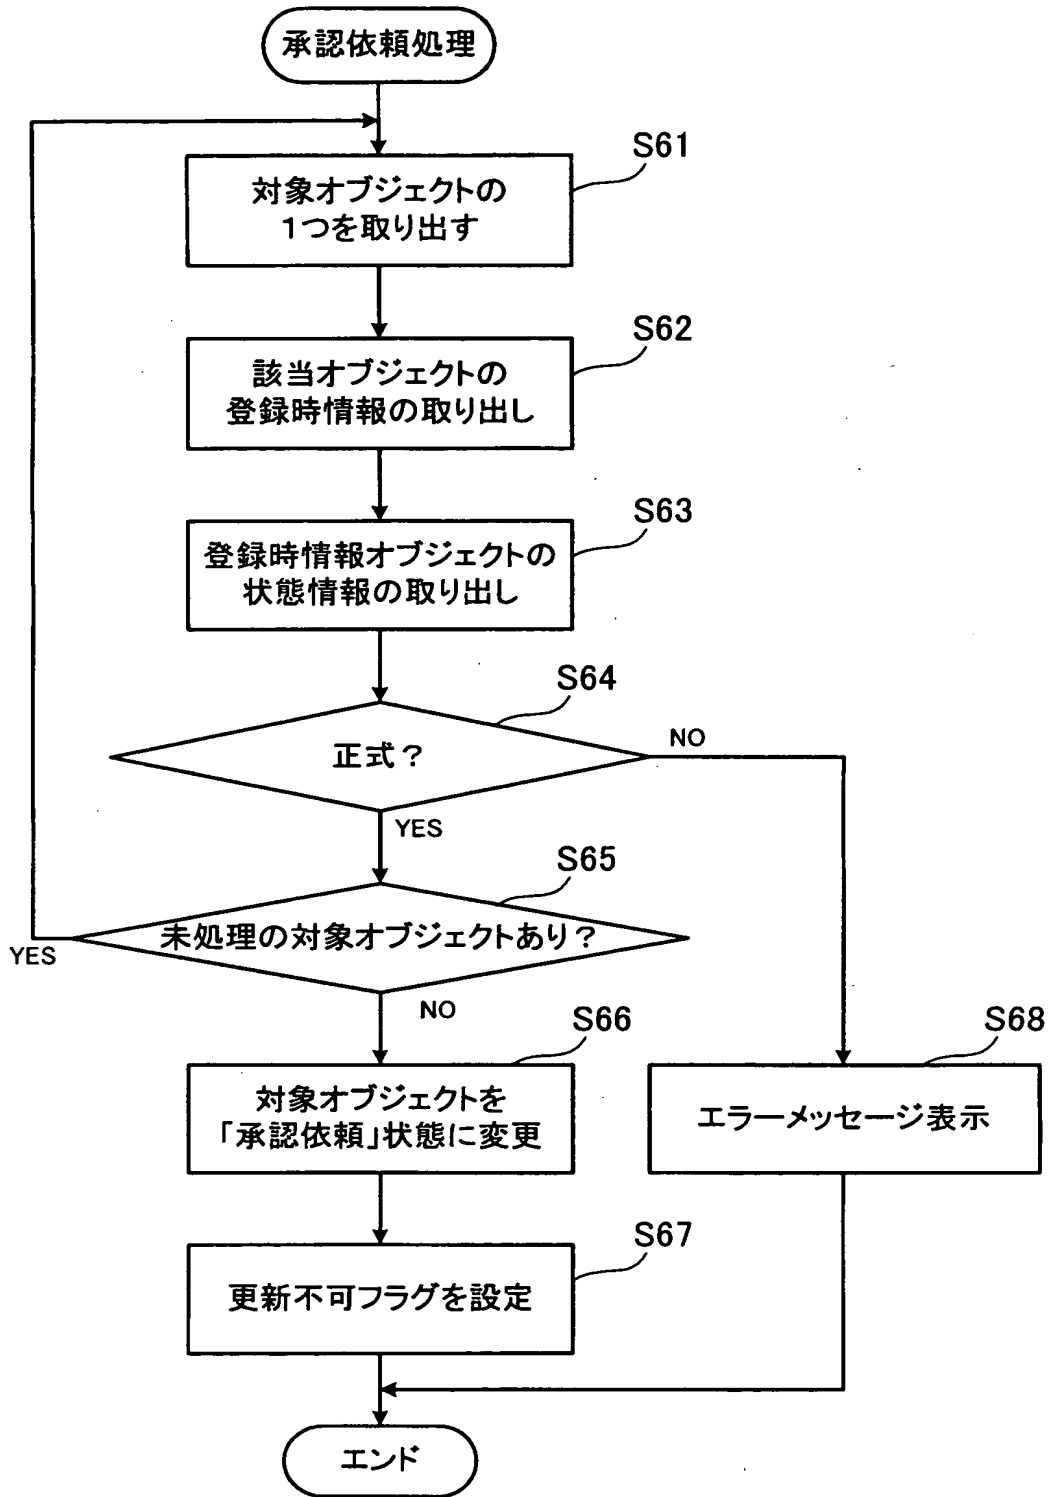 承認依頼処理
S61
対象オブジェクトの
1つを取り出す
S62
該当オブジェクトの
登録時情報の取り出し
S63
登録時情報オブジェクトの
状態情報の取り出し
S64
正式？
NO
YES
S65
未処理の対象オブジェクトあり？
YES
NO
S66
対象オブジェクトを
「承認依頼」状態に変更
S68
エラーメッセージ表示
S67
更新不可フラグを設定
エンド